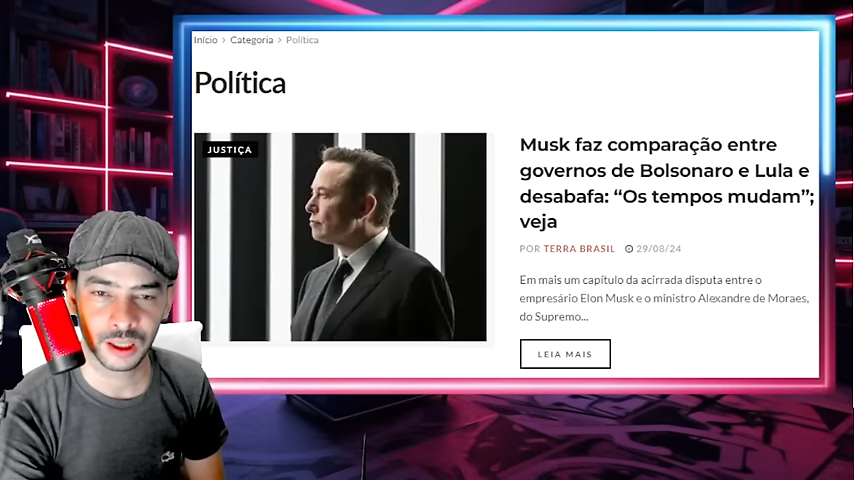 Início > Categoria > Política
Política
JUSTIÇA
Musk faz comparação entre
governos de Bolsonaro e Lula e
desabafa: “Os tempos mudam”;
veja
POR TERRA BRASIL 29/08/24
Em mais um capítulo da acirrada disputa entre o
empresário Elon Musk e o ministro Alexandre de Moraes,
do Supremo...
LEIA MAIS